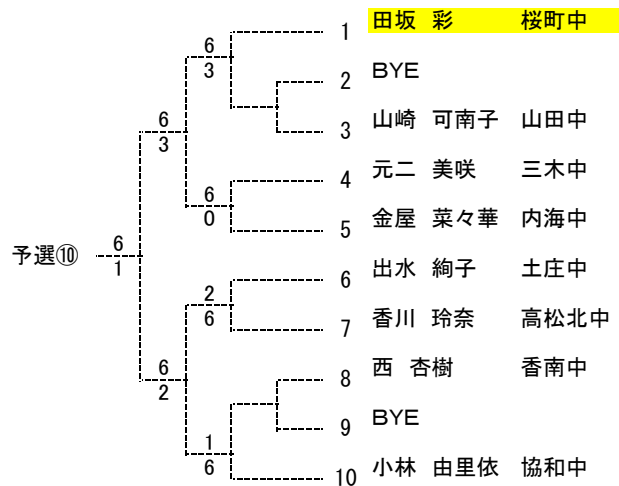 1 田坂 彩 桜町中
6
3
2 BYE
3 山崎 可南子 山田中
6
3
4 元二 美咲 三木中
6
0
5 金屋 菜々華 内海中
予選⑩
6
1
6 出水 絢子 土庄中
2
6
7 香川 玲奈 高松北中
6
2
8 西 杏樹 香南中
9 BYE
1
6
10 小林 由里依 協和中